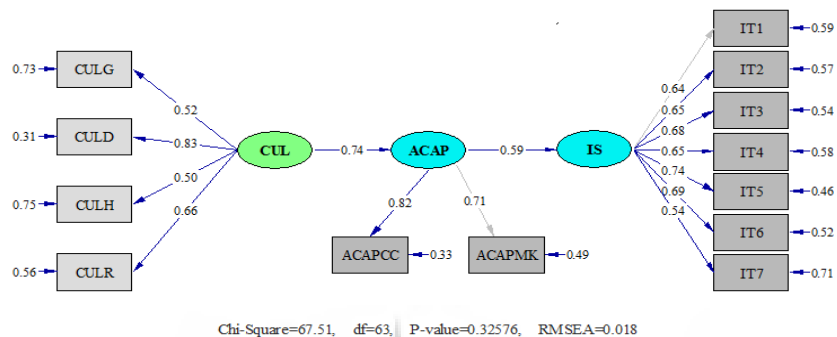 IT1
0.59
0.73
CULG
0.64
IT2
0.57
0.52
0.65
IT3
0.54
0.31
CULD
0.83
0.68
CUL
0.74
ACAP
0.59
IS
0.65
IT4
0.58
0.50
0.74
IT5
0.46
0.75
CULH
0.66
0.82
0.71
0.69
0.54
IT6
0.52
ACAPCC
0.33
ACAPMK
0.49
0.56
CULR
IT7
0.71
Chi-Square=67.51, df=63, P-value=0.32576, RMSEA=0.018